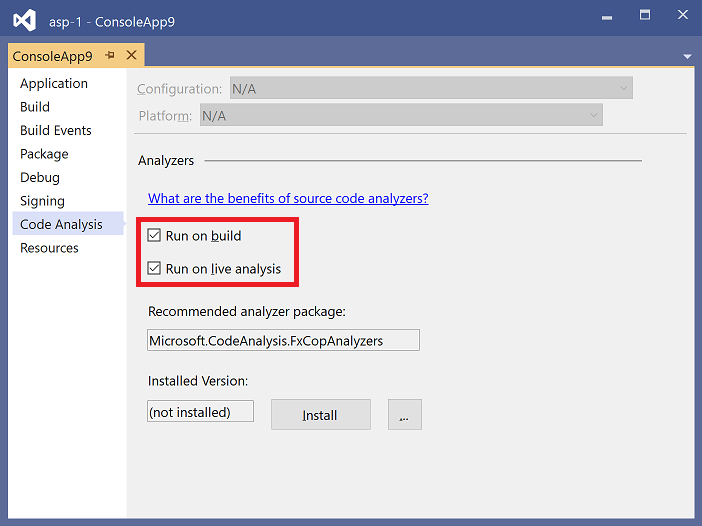 asp-1 - ConsoleApp9
ConsoleApp9
Application
Build
Build Events
Package
Debug
Signing
Code Analysis
Resources
Configuration: N/A
Platform: N/A
Analyzers
What are the benefits of source code analyzers?
Run on build
Run on live analysis
Recommended analyzer package:
Microsoft.CodeAnalysis.FxCopAnalyzers
Installed Version:
(not installed) Install ...